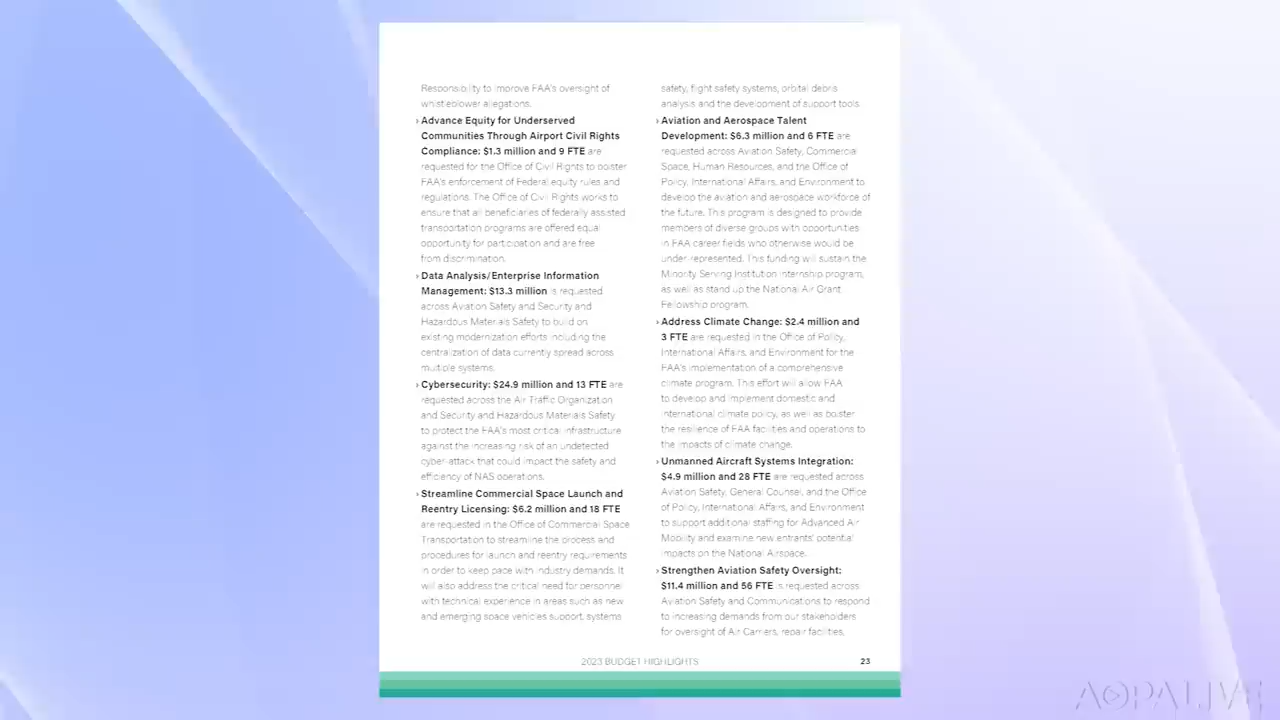 Responsibility to improve FAA's oversight of
whistleblower allegations.
› Advance Equity for Underserved
Communities Through Airport Civil Rights
Compliance: $1.3 million and 9 FTE are
requested for the Office of Civil Rights to bolster
FAA's enforcement of Federal equity rules and
regulations. The Office of Civil Rights works to
ensure that all beneficiaries of federally assisted
transportation programs are offered equal
opportunity for participation and are free
from discrimination.
› Data Analysis/Enterprise Information
Management: $13.3 million is requested
across Aviation Safety and Security and
Hazardous Materials Safety to build on
existing modernization efforts including the
centralization of data currently spread across
multiple systems.
› Cybersecurity: $24.9 million and 13 FTE are
requested across the Air Traffic Organization
and Security and Hazardous Materials Safety
to protect the FAA's most critical infrastructure
against the increasing risk of an undetected
cyber-attack that could impact the safety and
efficiency of NAS operations.
› Streamline Commercial Space Launch and
Reentry Licensing: $6.2 million and 18 FTE
are requested in the Office of Commercial Space
Transportation to streamline the process and
procedures for launch and reentry requirements
in order to keep pace with industry demands. It
will also address the critical need for personnel
with technical experience in areas such as new
and emerging space vehicles support, systems
safety, flight safety systems, orbital debris
analysis and the development of support tools.
› Aviation and Aerospace Talent
Development: $6.3 million and 6 FTE are
requested across Aviation Safety, Commercial
Space, Human Resources, and the Office of
Policy, International Affairs, and Environment to
develop the aviation and aerospace workforce of
the future. This program is designed to provide
members of diverse groups with opportunities
in FAA career fields who otherwise would be
under-represented. This funding will sustain the
Minority Serving Institution internship program,
as well as stand up the National Air Grant
Fellowship program.
› Address Climate Change: $2.4 million and
3 FTE are requested in the Office of Policy,
International Affairs, and Environment for the
FAA's implementation of a comprehensive
climate program. This effort will allow FAA
to develop and implement domestic and
international climate policy, as well as bolster
the resilience of FAA facilities and operations to
the impacts of climate change.
› Unmanned Aircraft Systems Integration:
$4.9 million and 28 FTE are requested across
Aviation Safety, General Counsel, and the Office
of Policy, International Affairs, and Environment
to support additional staffing for Advanced Air
Mobility and examine new entrants' potential
impacts on the National Airspace.
› Strengthen Aviation Safety Oversight:
$11.4 million and 56 FTE is requested across
Aviation Safety and Communications to respond
to increasing demands from our stakeholders
for oversight of Air Carriers, repair facilities,
2023 BUDGET HIGHLIGHTS
23
AOPA LIVE